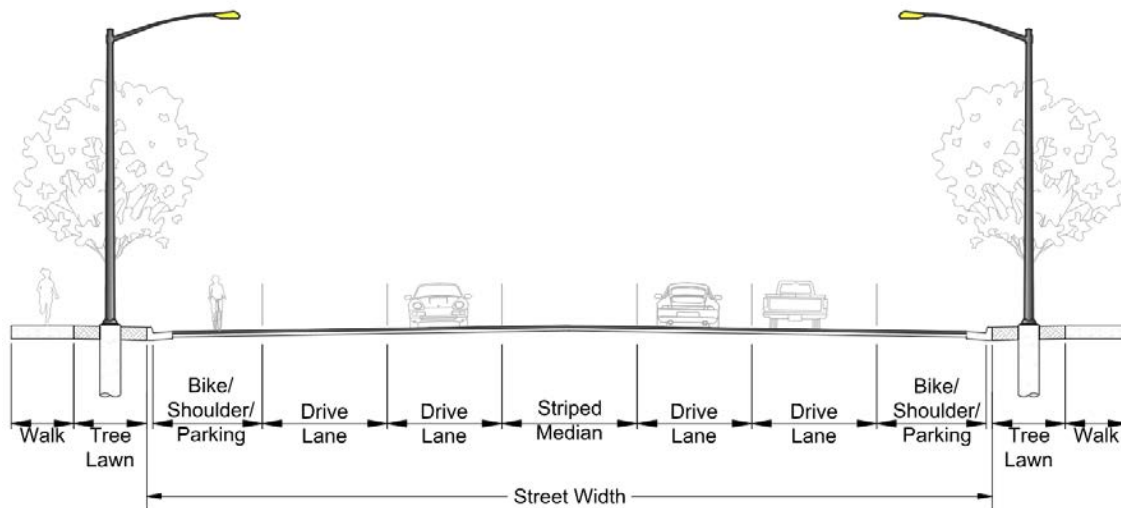 Walk
Tree
Lawn
Bike/
Shoulder/
Parking
Drive
Lane
Drive
Lane
Striped
Median
Drive
Lane
Drive
Lane
Bike/
Shoulder/
Parking
Tree
Lawn
Walk
Street Width